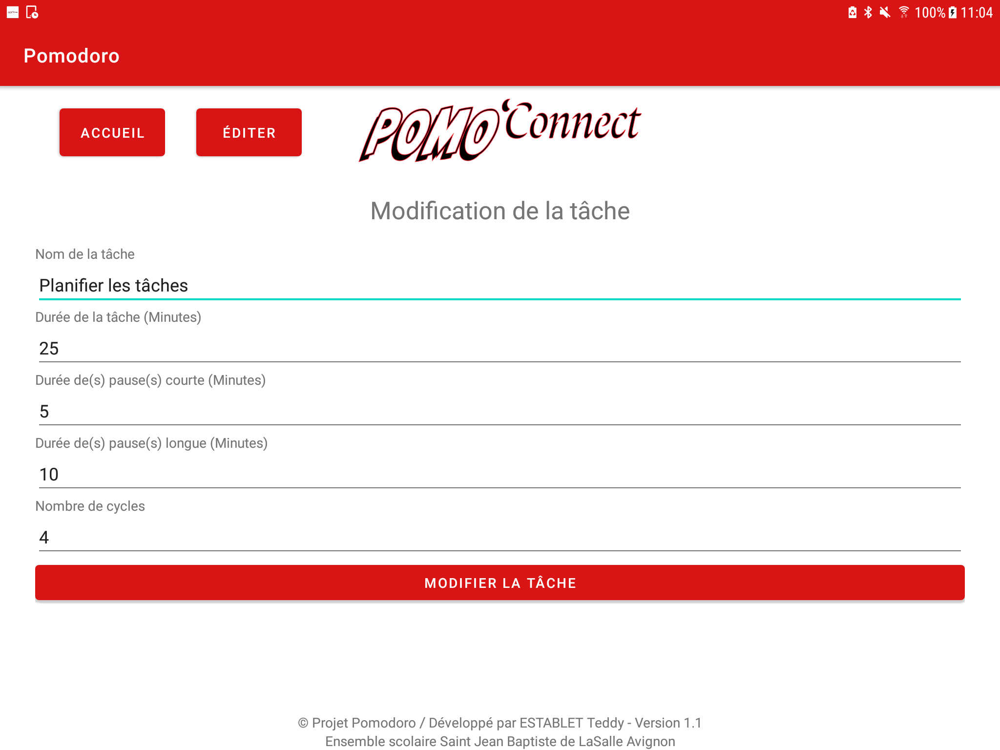 100% 11:04
Pomodoro
ACCUEIL
ÉDITER
POMO'Connect
Modification de la tâche
Nom de la tâche
Planifier les tâches
Durée de la tâche (Minutes)
25
Durée de(s) pause(s) courte (Minutes)
5
Durée de(s) pause(s) longue (Minutes)
10
Nombre de cycles
4
MODIFIER LA TÂCHE
© Projet Pomodoro / Développé par ESTABLET Teddy - Version 1.1
Ensemble scolaire Saint Jean Baptiste de LaSalle Avignon